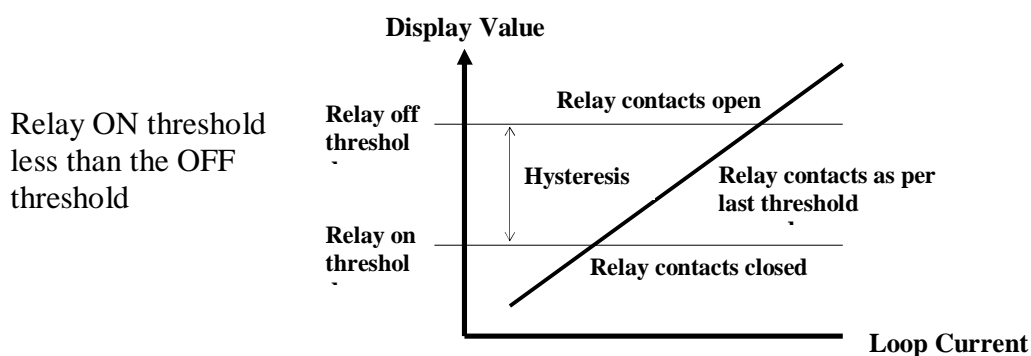 Display Value
Relay ON threshold
less than the OFF
threshold
Relay off
threshol
Relay contacts open
Hysteresis
Relay contacts as per
last threshold
Relay on
threshol
Relay contacts closed
Loop Current